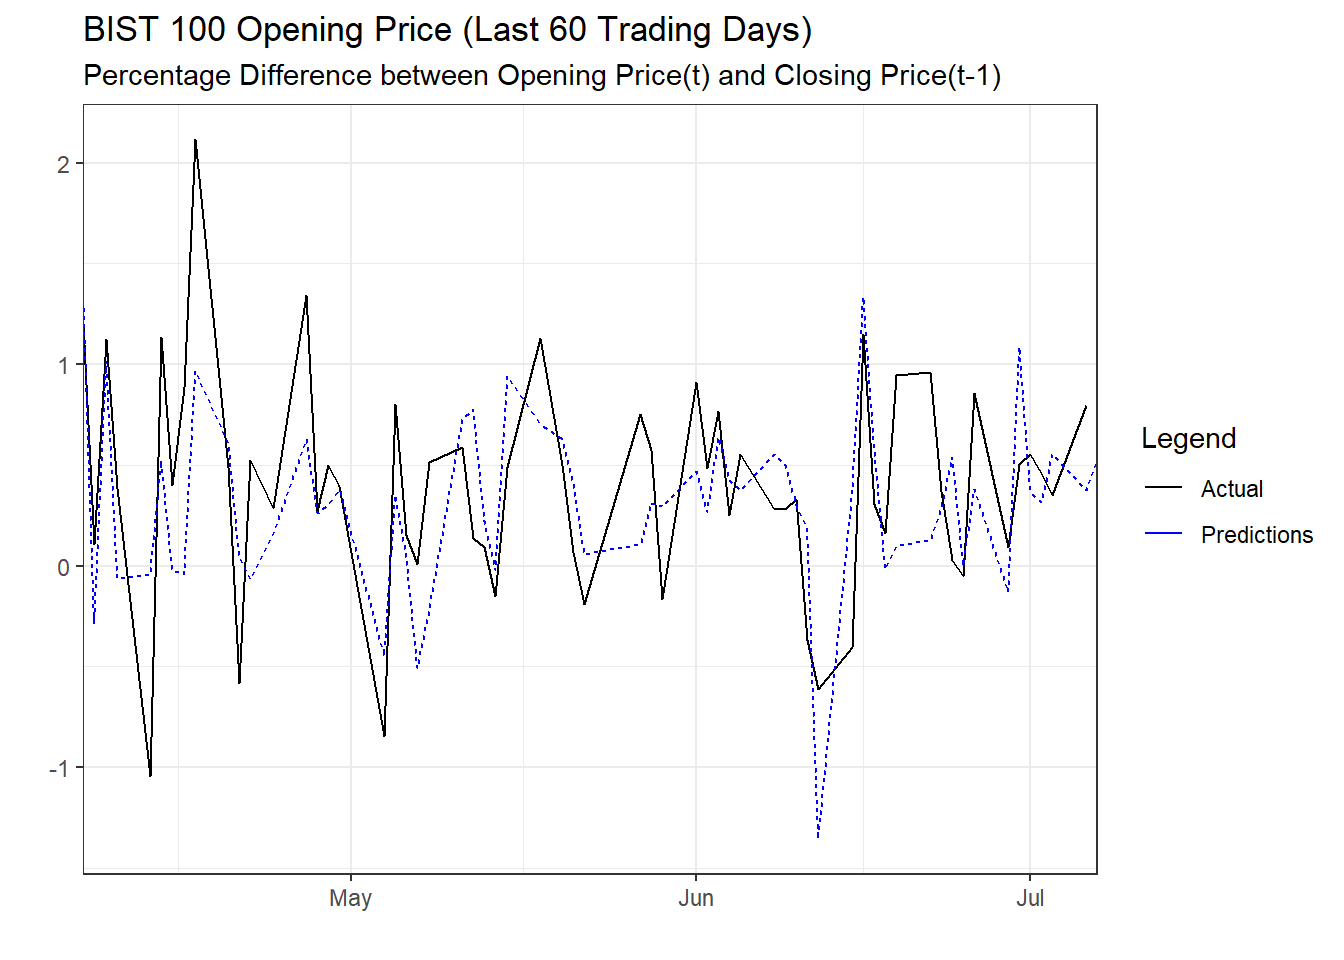 BIST 100 Opening Price (Last 60 Trading Days)
Percentage Difference between Opening Price(t) and Closing Price(t-1)
2
1
0
-1
May
Jun
Jul
Legend
Actual
Predictions